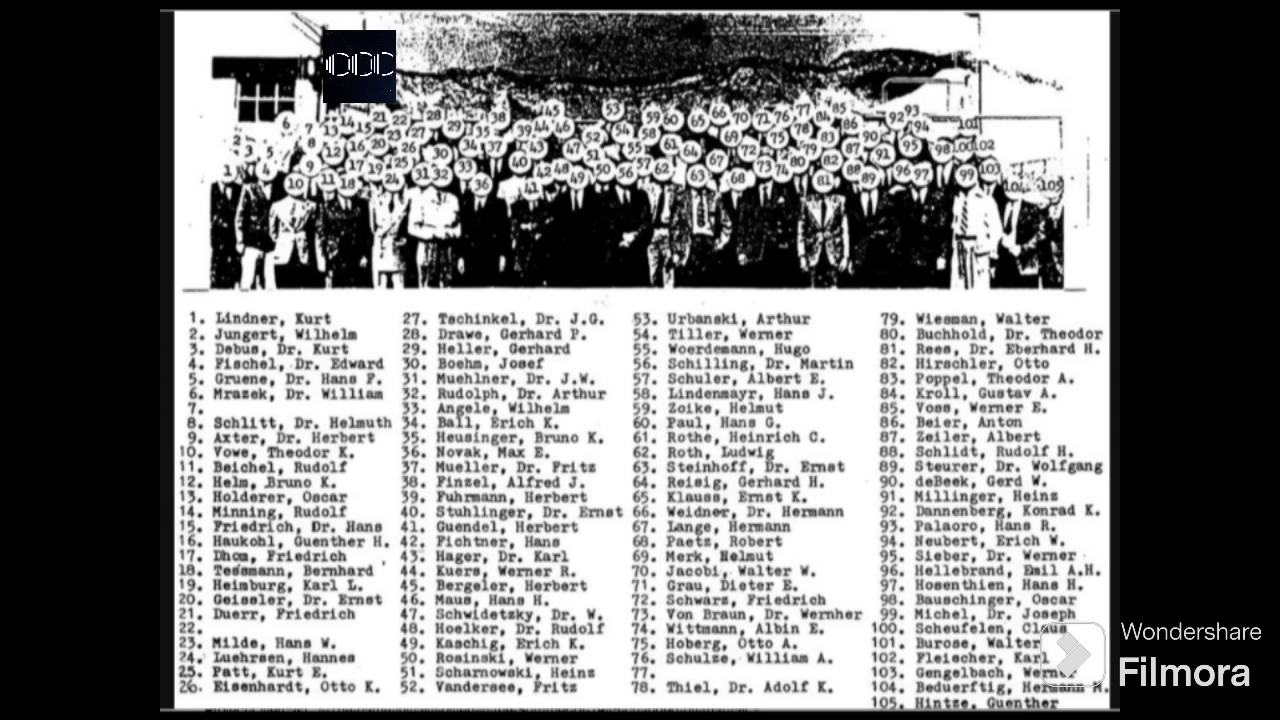 1. Lindner, Kurt
2. Jungert, Wilhelm
3. Debus, Dr. Kurt
4. Fischel, Dr. Edward
5. Gruene, Dr. Hans F.
6. Mrazek, Dr. William
7.
8. Schlitt, Dr. Helmuth
9. Axter, Dr. Herbert
10. Vowe, Theodor K.
11. Beichel, Rudolf
12. Helm, Bruno K.
13. Holderer, Oscar
14. Minning, Rudolf
15. Friedrich, Dr. Hans
16. Haukohl, Guenther H.
17. Dhom, Friedrich
18. Tessmann, Bernhard
19. Heimburg, Karl L.
20. Geissler, Dr. Ernst
21. Duerr, Friedrich
22.
23. Milde, Hans W.
24. Luehrsen, Hannes
25. Patt, Kurt E.
26. Eisenhardt, Otto K.
27. Tschinkel, Dr. J.G.
28. Drawe, Gerhard P.
29. Heller, Gerhard
30. Boehm, Josef
31. Muehlner, Dr. J.W.
32. Rudolph, Dr. Arthur
33. Angele, Wilhelm
34. Ball, Erich K.
35. Heusinger, Bruno K.
36. Novak, Max E.
37. Mueller, Dr. Fritz
38. Finzel, Alfred J.
39. Fuhrmann, Herbert
40. Stuhlinger, Dr. Ernst
41. Guendel, Herbert
42. Fichtner, Hans
43. Hager, Dr. Karl
44. Kuers, Werner R.
45. Bergeler, Herbert
46. Maus, Hans H.
47. Schwidetzky, Dr. W.
48. Hoelker, Dr. Rudolf
49. Kaschig, Erich K.
50. Rosinski, Werner
51. Scharnowski, Heinz
52. Vandersee, Fritz
53. Urbanski, Arthur
54. Tiller, Werner
55. Woerdemann, Hugo
56. Schilling, Dr. Martin
57. Schuler, Albert E.
58. Lindenmayr, Hans J.
59. Zoike, Helmut
60. Paul, Hans G.
61. Rothe, Heinrich C.
62. Roth, Ludwig
63. Steinhoff, Dr. Ernst
64. Reisig, Gerhard H.
65. Klauss, Ernst K.
66. Weidner, Dr. Hermann
67. Lange, Hermann
68. Paetz, Robert
69. Merk, Helmut
70. Jacobi, Walter W.
71. Grau, Dieter E.
72. Schwarz, Friedrich
73. Von Braun, Dr. Wernher
74. Wittmann, Albin E.
75. Hoberg, Otto A.
76. Schulze, William A.
77.
78. Thiel, Dr. Adolf K.
79. Wiesman, Walter
80. Buchhold, Dr. Theodor
81. Rees, Dr. Eberhard H.
82. Hirschler, Otto
83. Poppel, Theodor A.
84. Kroll, Gustav A.
85. Voss, Werner E.
86. Beier, Anton
87. Zeiler, Albert
88. Schlidt, Rudolf H.
89. Steurer, Dr. Wolfgang
90. deBeek, Gerd W.
91. Millinger, Heinz
92. Dannenberg, Konrad K.
93. Palaoro, Hans R.
94. Neubert, Erich W.
95. Sieber, Dr. Werner
96. Hellebrand, Emil A.H.
97. Hosenthien, Hans H.
98. Bauschinger, Oscar
99. Michel, Dr. Joseph
100. Scheufelen, Claus
101. Burose, Walter
102. Fleischer, Karl
103. Gengelbach, Werner
104. Beduerftig, Hermann M.
105. Hintze, Guenther
Wondershare
Filmora